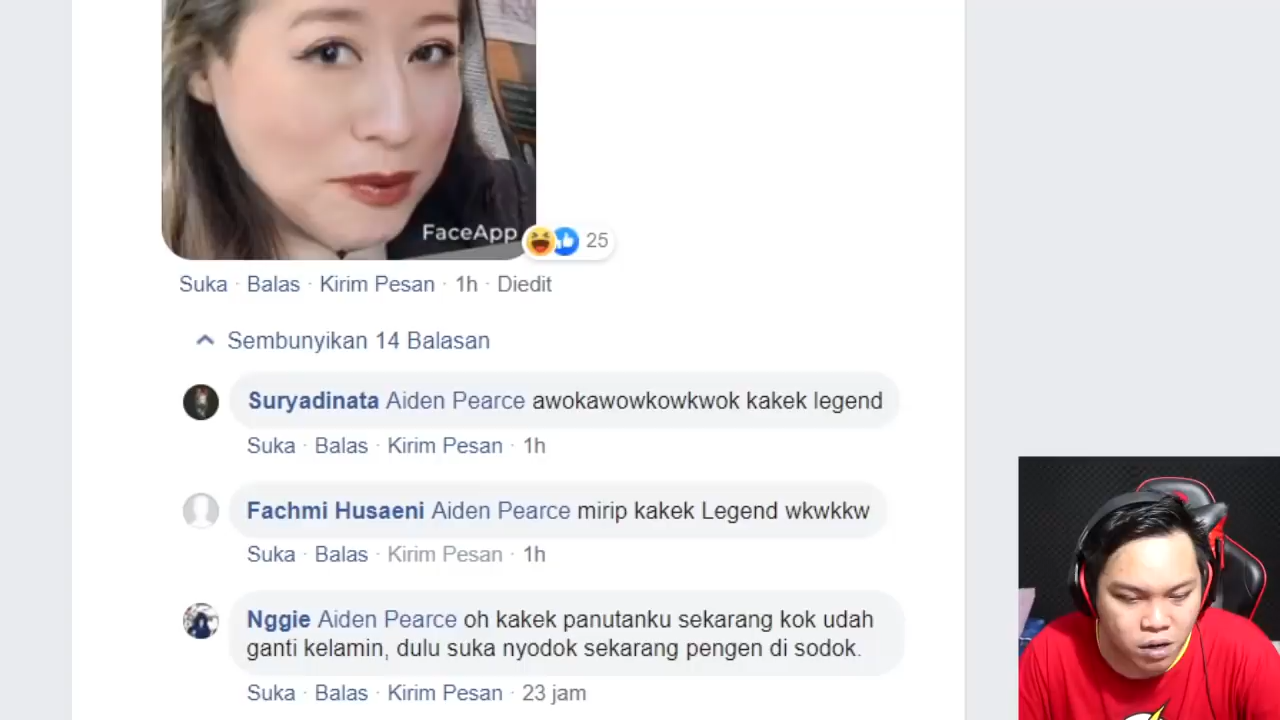 FaceApp
25
Suka · Balas · Kirim Pesan · 1h · Diedit
Sembunyikan 14 Balasan
Suryadinata Aiden Pearce awokawowkowkwok kakek legend
Suka · Balas · Kirim Pesan · 1h
Fachmi Husaeni Aiden Pearce mirip kakek Legend wkwkkw
Suka · Balas · Kirim Pesan · 1h
Nggie Aiden Pearce oh kakek panutanku sekarang kok udah
ganti kelamin, dulu suka nyodok sekarang pengen di sodok.
Suka · Balas · Kirim Pesan · 23 jam